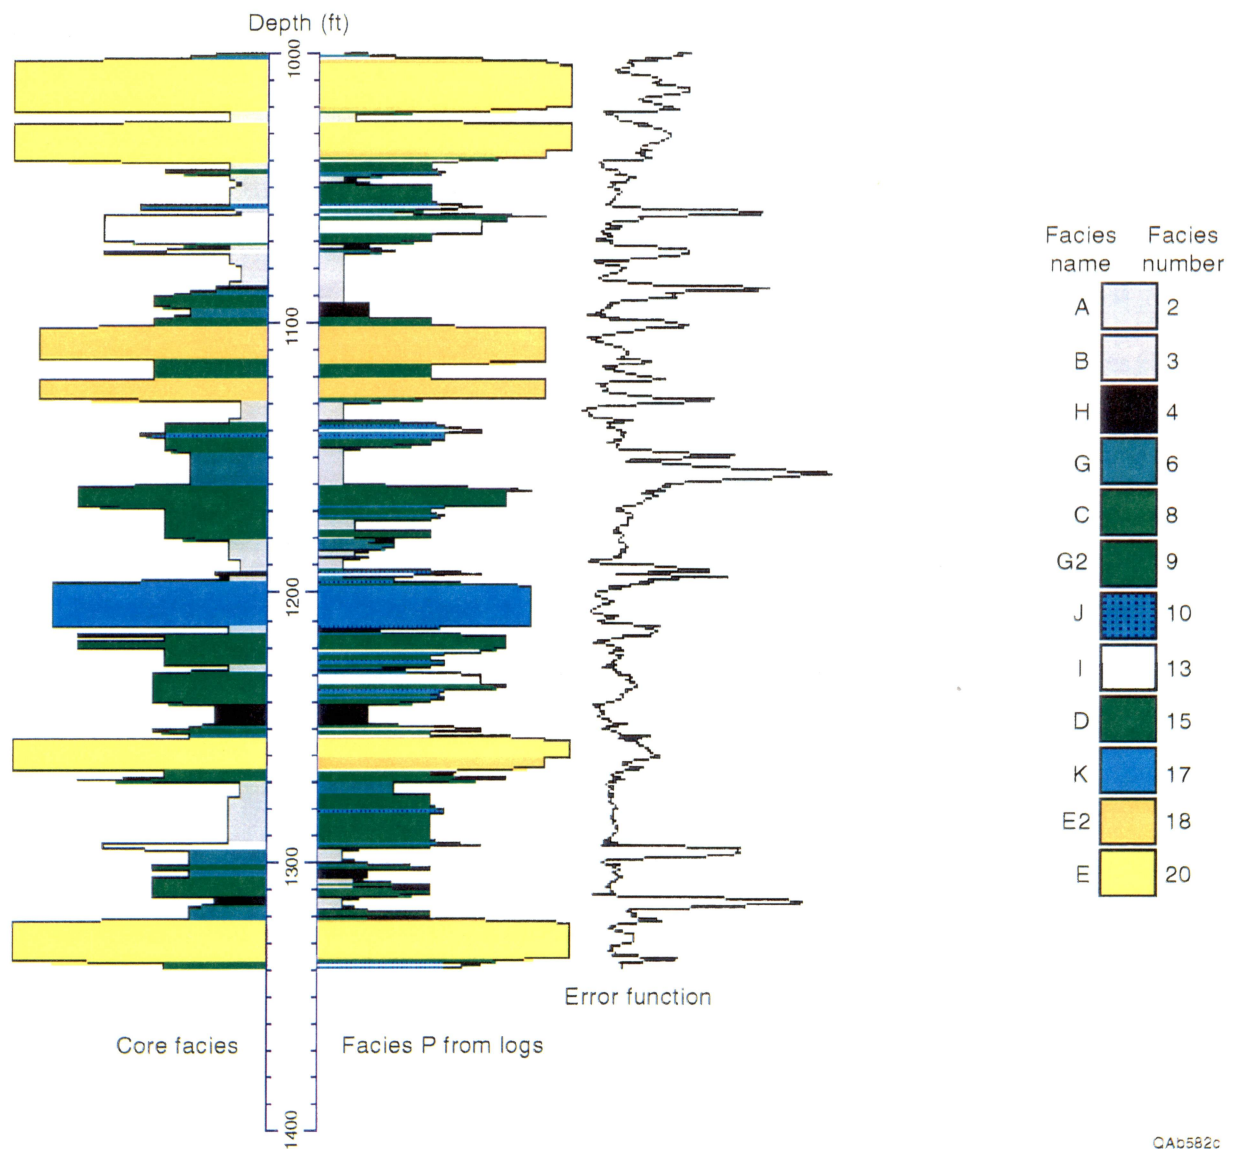 Depth (ft)
1000
1100
1200
1300
1400
Core facies
Facies P from logs
Error function
Facies name
Facies number
A 2
B 3
H 4
G 6
C 8
G2 9
J 10
I 13
D 15
K 17
E2 18
E 20
QAb582c